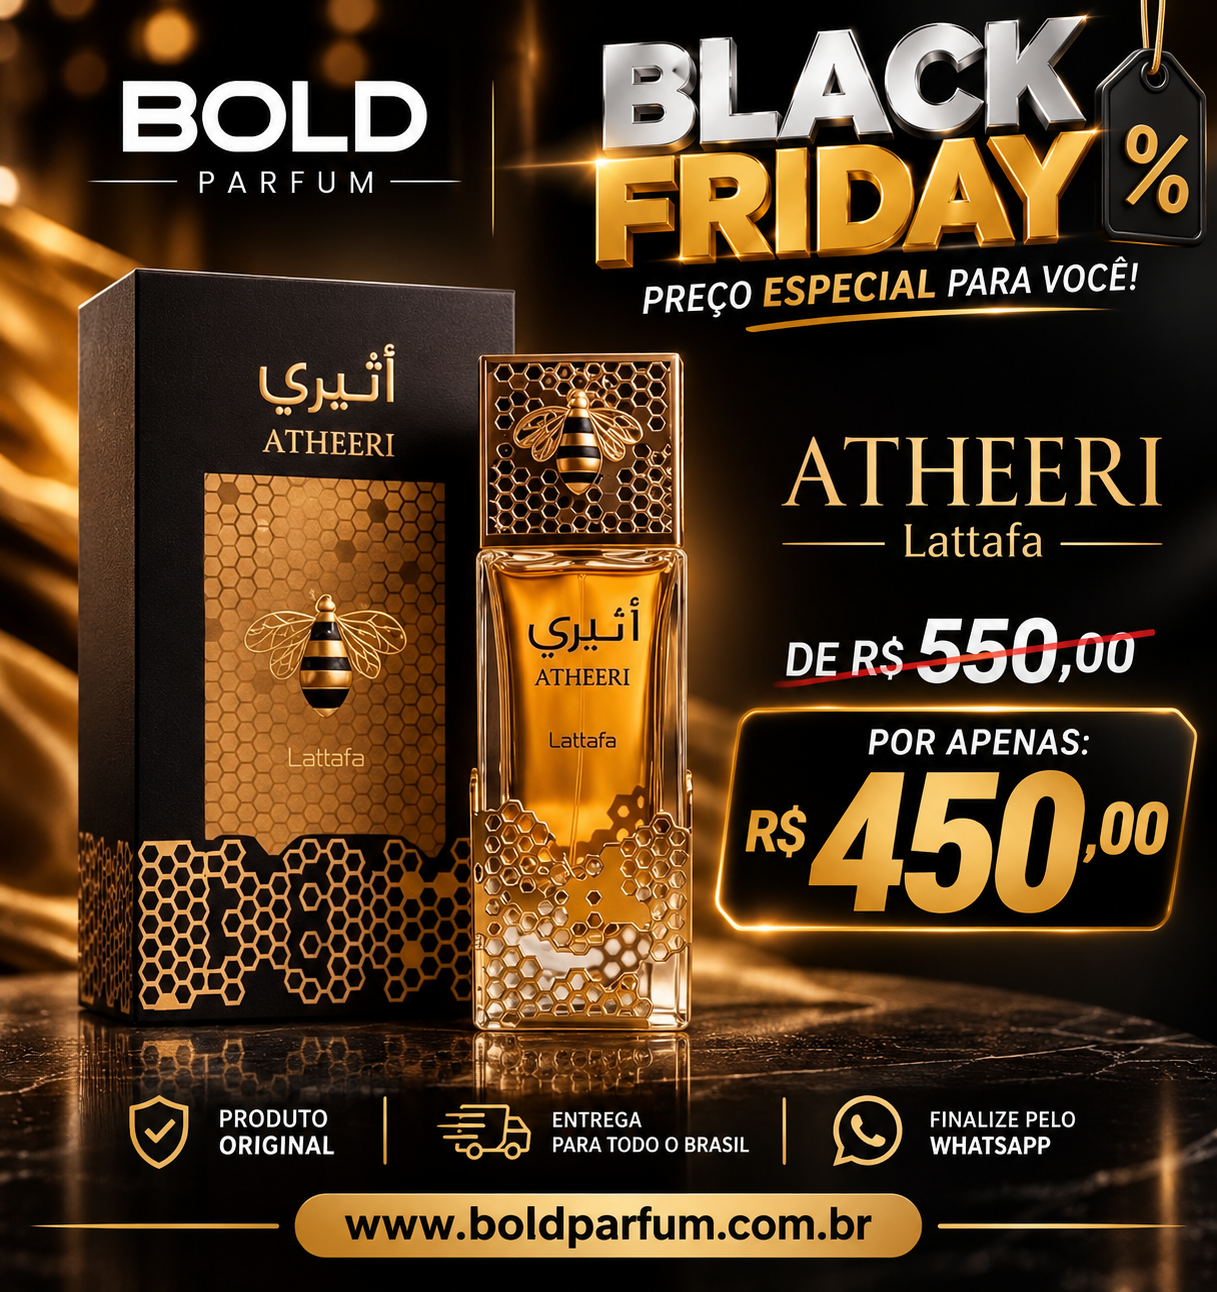 BOLD
PARFUM
BLACK
FRIDAY
%
PREÇO ESPECIAL PARA VOCÊ!
أثيري
ATHEERI
Lattafa
أثيري
ATHEERI
Lattafa
ATHEERI
Lattafa
DE R$ 550,00
POR APENAS:
R$ 450,00
PRODUTO
ORIGINAL
ENTREGA
PARA TODO O BRASIL
FINALIZE PELO
WHATSAPP
www.boldparfum.com.br